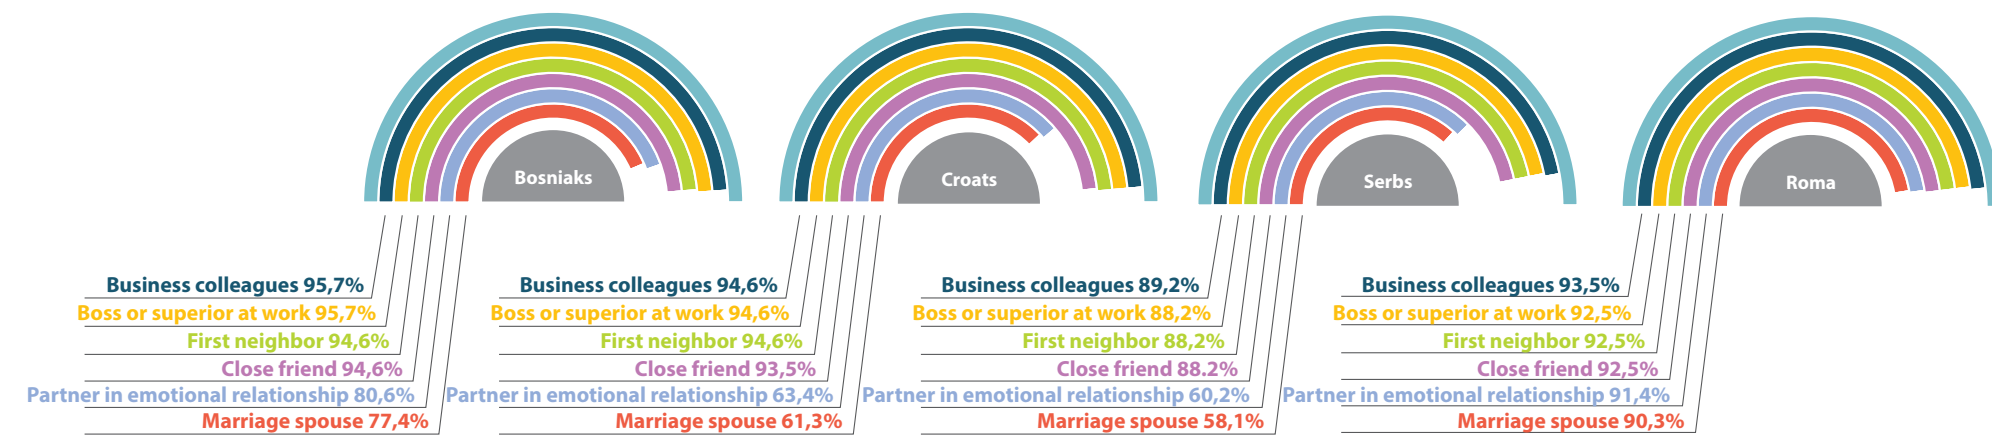 Bosniaks
Business colleagues 95,7%
Boss or superior at work 95,7%
First neighbor 94,6%
Close friend 94,6%
Partner in emotional relationship 80,6%
Marriage spouse 77,4%
Croats
Business colleagues 94,6%
Boss or superior at work 94,6%
First neighbor 94,6%
Close friend 93,5%
Partner in emotional relationship 63,4%
Marriage spouse 61,3%
Serbs
Business colleagues 89,2%
Boss or superior at work 88,2%
First neighbor 88,2%
Close friend 88.2%
Partner in emotional relationship 60,2%
Marriage spouse 58,1%
Roma
Business colleagues 93,5%
Boss or superior at work 92,5%
First neighbor 92,5%
Close friend 92,5%
Partner in emotional relationship 91,4%
Marriage spouse 90,3%